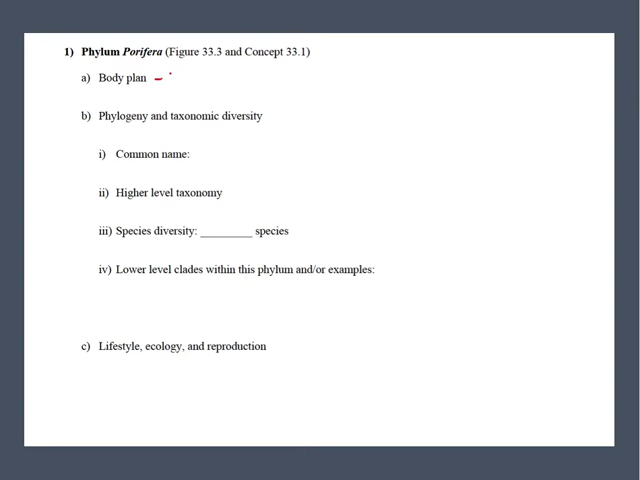 1) Phylum Porifera (Figure 33.3 and Concept 33.1)
a) Body plan -
b) Phylogeny and taxonomic diversity
i) Common name:
ii) Higher level taxonomy
iii) Species diversity: _________ species
iv) Lower level clades within this phylum and/or examples:
c) Lifestyle, ecology, and reproduction